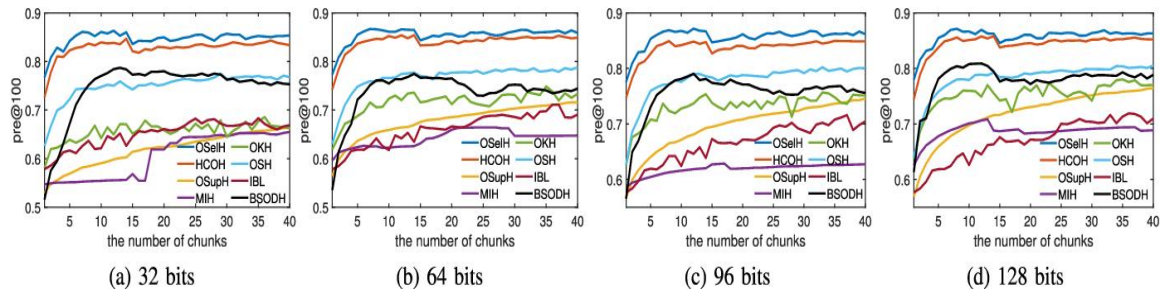 0.9
0.8
0.7
0.6
0.5
pre@100
OSelH OKH
HCOH OSH
OSupH IBL
MIH BSODH
5 10 15 20 25 30 35 40
the number of chunks
(a) 32 bits
0.9
0.8
0.7
0.6
0.5
pre@100
OSelH OKH
HCOH OSH
OSupH IBL
MIH BSODH
5 10 15 20 25 30 35 40
the number of chunks
(b) 64 bits
0.9
0.8
0.7
0.6
pre@100
OSelH OKH
HCOH OSH
OSupH IBL
MIH BSODH
5 10 15 20 25 30 35 40
the number of chunks
(c) 96 bits
0.9
0.8
0.7
0.6
pre@100
OSelH OKH
HCOH OSH
OSupH IBL
MIH BSODH
5 10 15 20 25 30 35 40
the number of chunks
(d) 128 bits